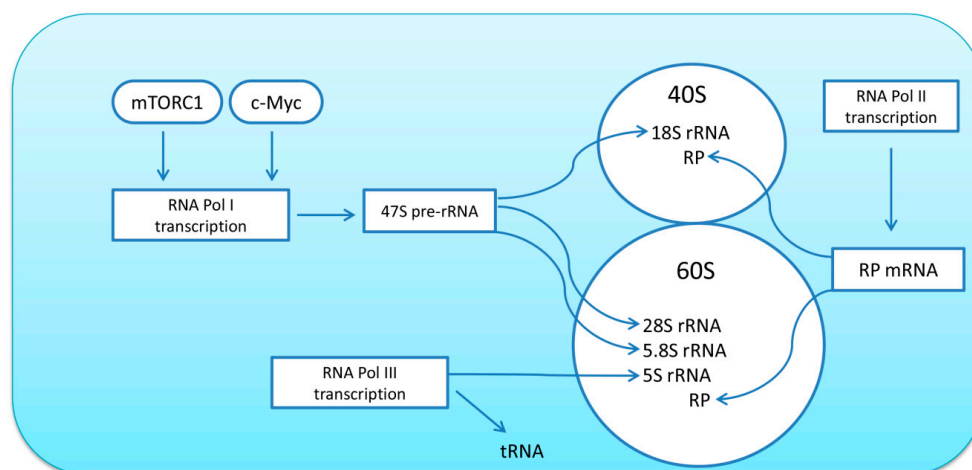 mTORC1
c-Myc
RNA Pol I
transcription
47S pre-rRNA
40S
18S rRNA
RP
RNA Pol II
transcription
RP mRNA
60S
28S rRNA
5.8S rRNA
5S rRNA
RP
RNA Pol III
transcription
tRNA